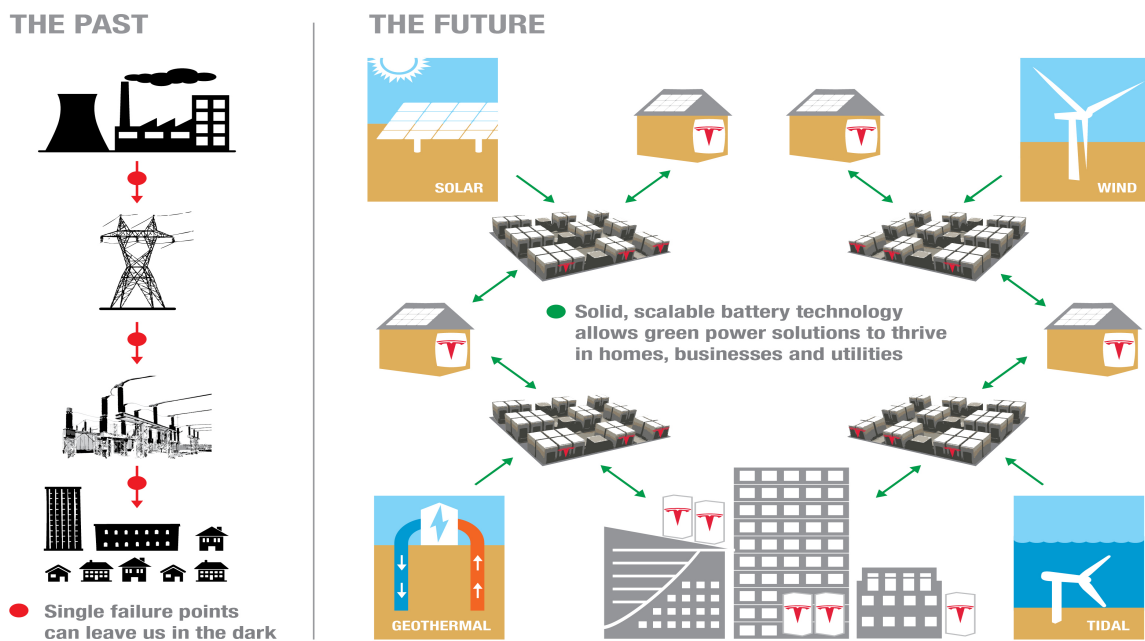 THE PAST
THE FUTURE
SOLAR
WIND
Solid, scalable battery technology
allows green power solutions to thrive
in homes, businesses and utilities
GEOTHERMAL
TIDAL
Single failure points
can leave us in the dark